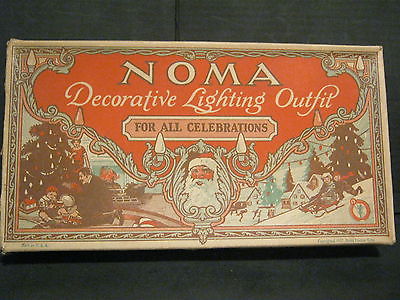 NOMA
Decorative Lighting Outfit
FOR ALL CELEBRATIONS